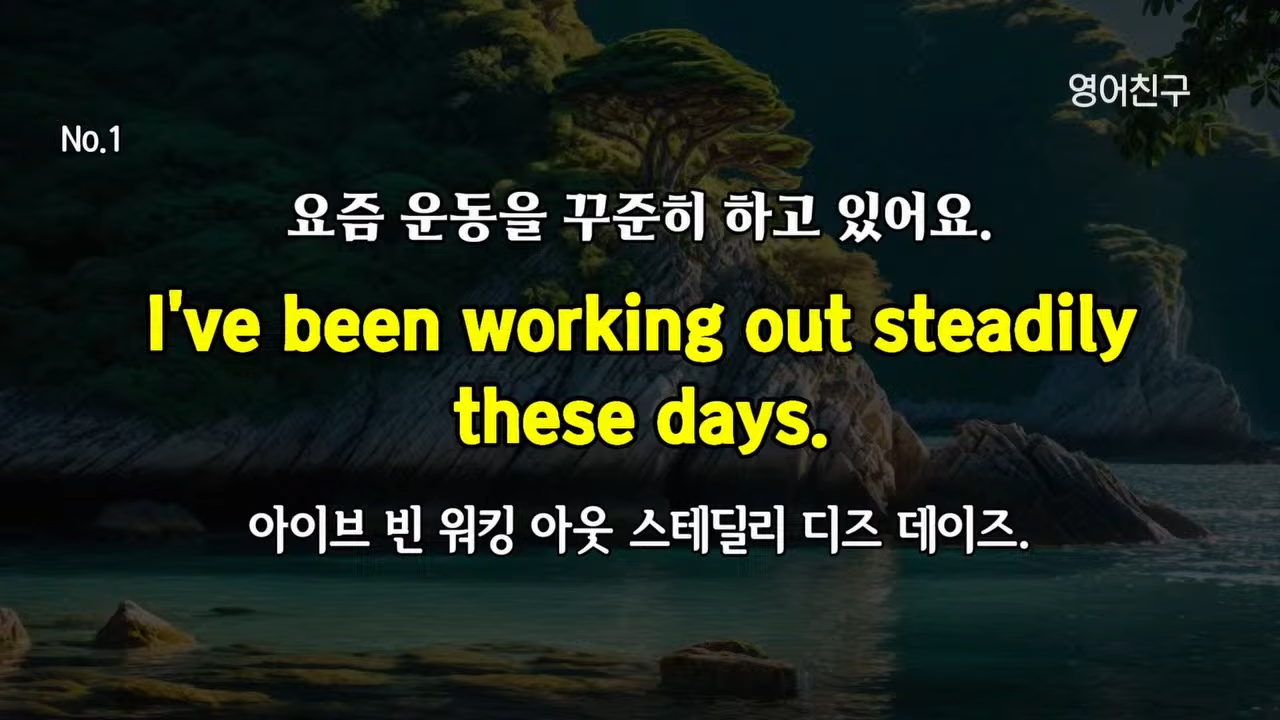 영어친구
No.1
요즘 운동을 꾸준히 하고 있어요.
I've been working out steadily
these days.
아이브 빈 워킹 아웃 스테딜리 디즈 데이즈.